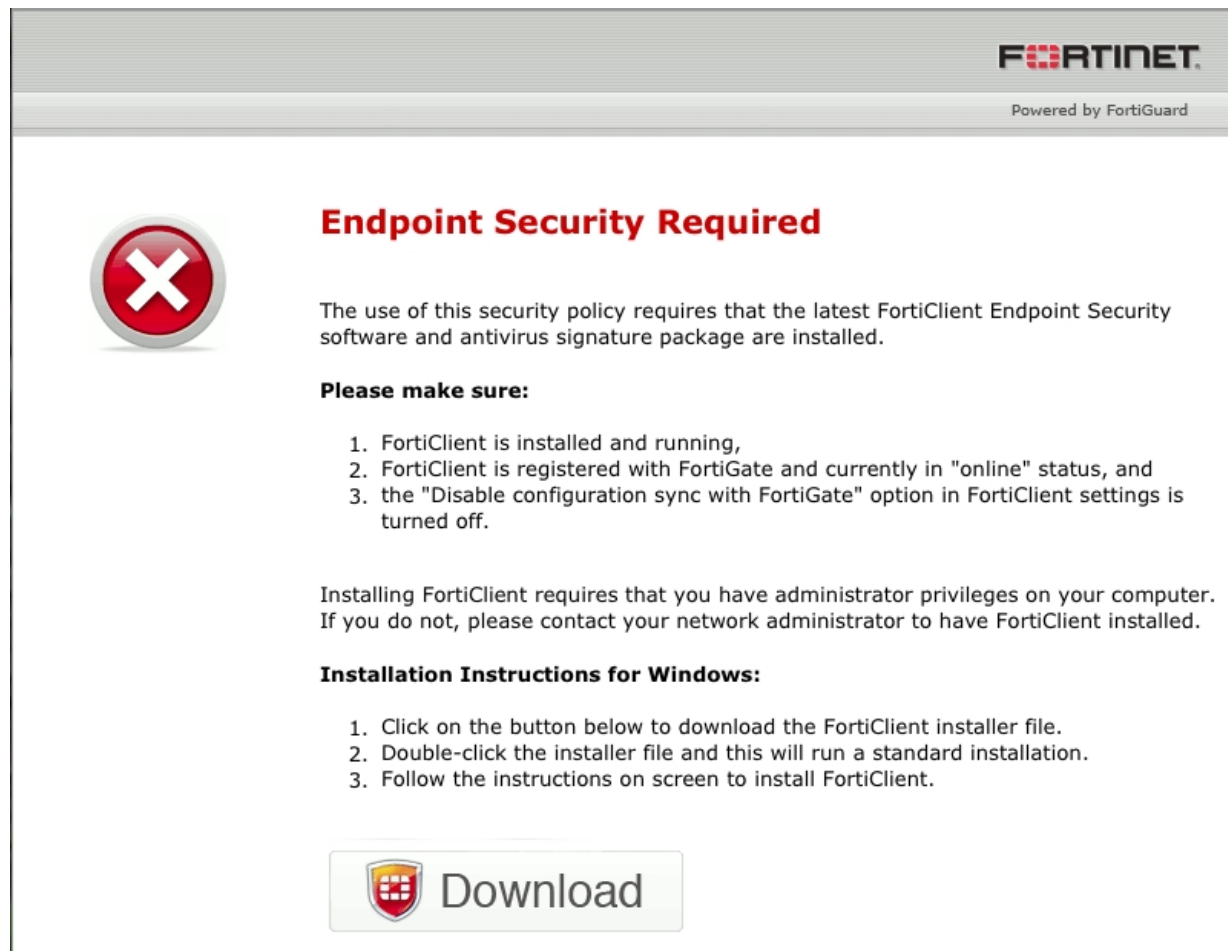 FORTINET
Powered by FortiGuard
Endpoint Security Required
The use of this security policy requires that the latest FortiClient Endpoint Security
software and antivirus signature package are installed.
Please make sure:
1. FortiClient is installed and running,
2. FortiClient is registered with FortiGate and currently in "online" status, and
3. the "Disable configuration sync with FortiGate" option in FortiClient settings is
turned off.
Installing FortiClient requires that you have administrator privileges on your computer.
If you do not, please contact your network administrator to have FortiClient installed.
Installation Instructions for Windows:
1. Click on the button below to download the FortiClient installer file.
2. Double-click the installer file and this will run a standard installation.
3. Follow the instructions on screen to install FortiClient.
Download